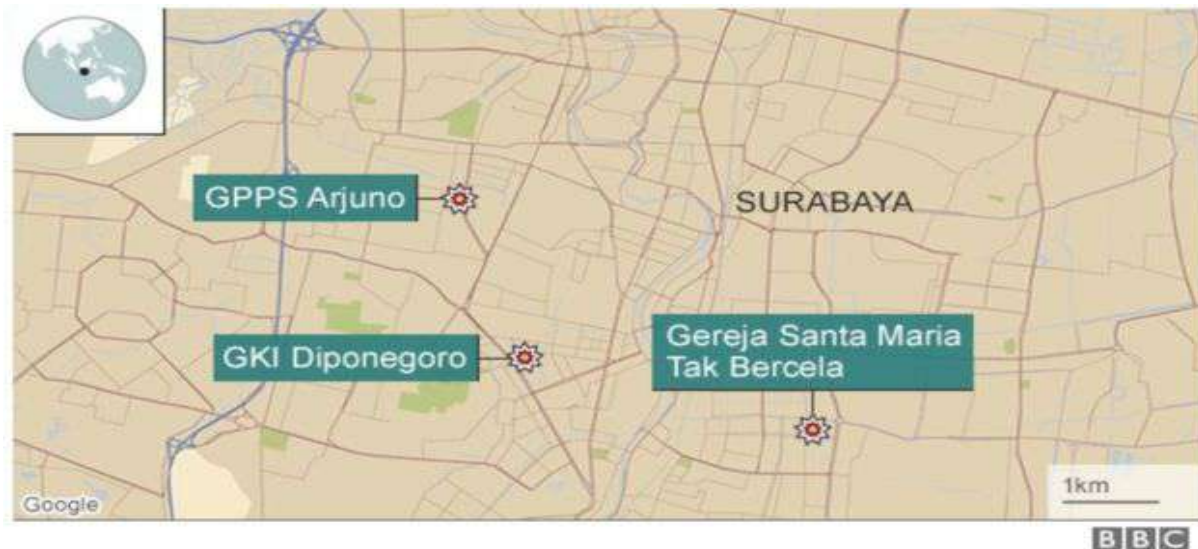 GPPS Arjuno
SURABAYA
GKI Diponegoro
Gereja Santa Maria
Tak Bercela
Google
1km
BBC